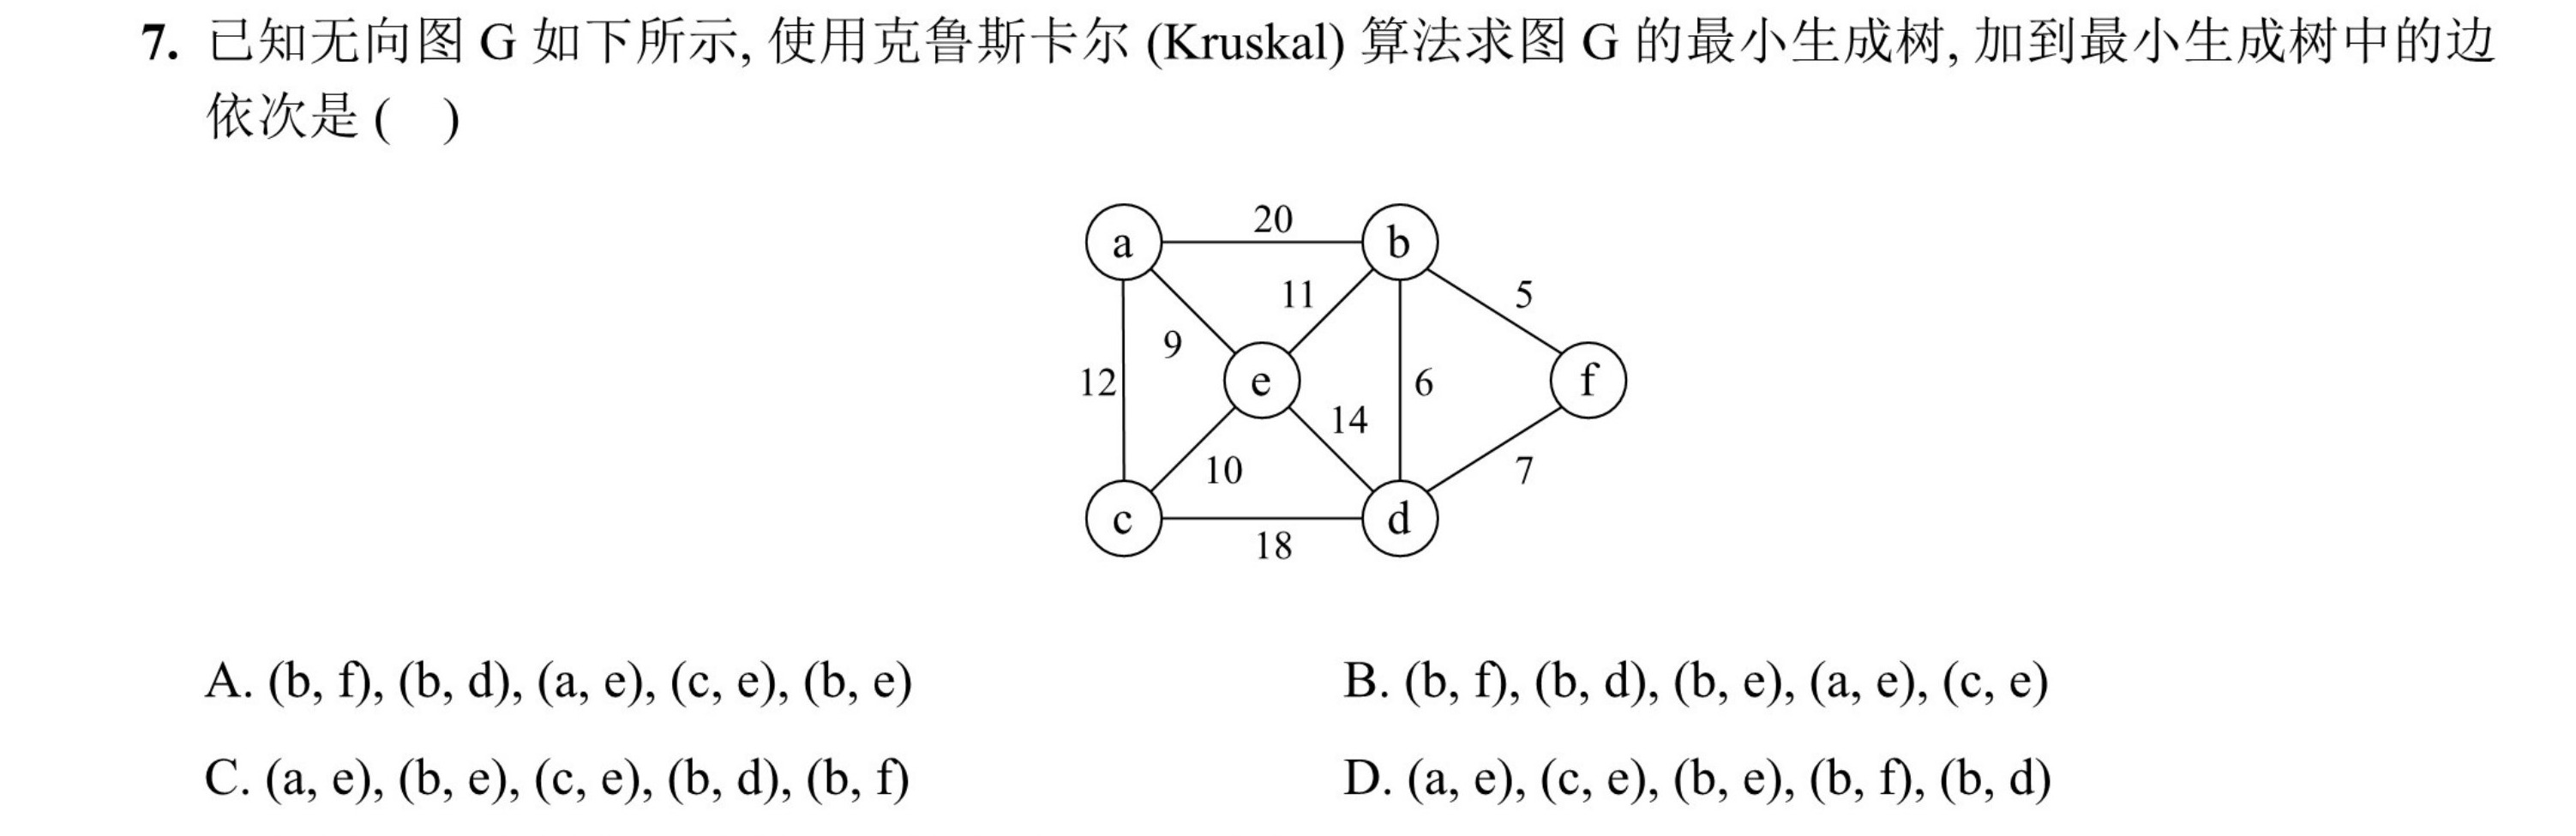 7. 已知无向图 G 如下所示, 使用克鲁斯卡尔 (Kruskal) 算法求图 G 的最小生成树, 加到最小生成树中的边
依次是 (   )
20
a b
11 5
9
12 e 6 f
14
10 7
c d
18
A. (b, f), (b, d), (a, e), (c, e), (b, e) B. (b, f), (b, d), (b, e), (a, e), (c, e)
C. (a, e), (b, e), (c, e), (b, d), (b, f) D. (a, e), (c, e), (b, e), (b, f), (b, d)